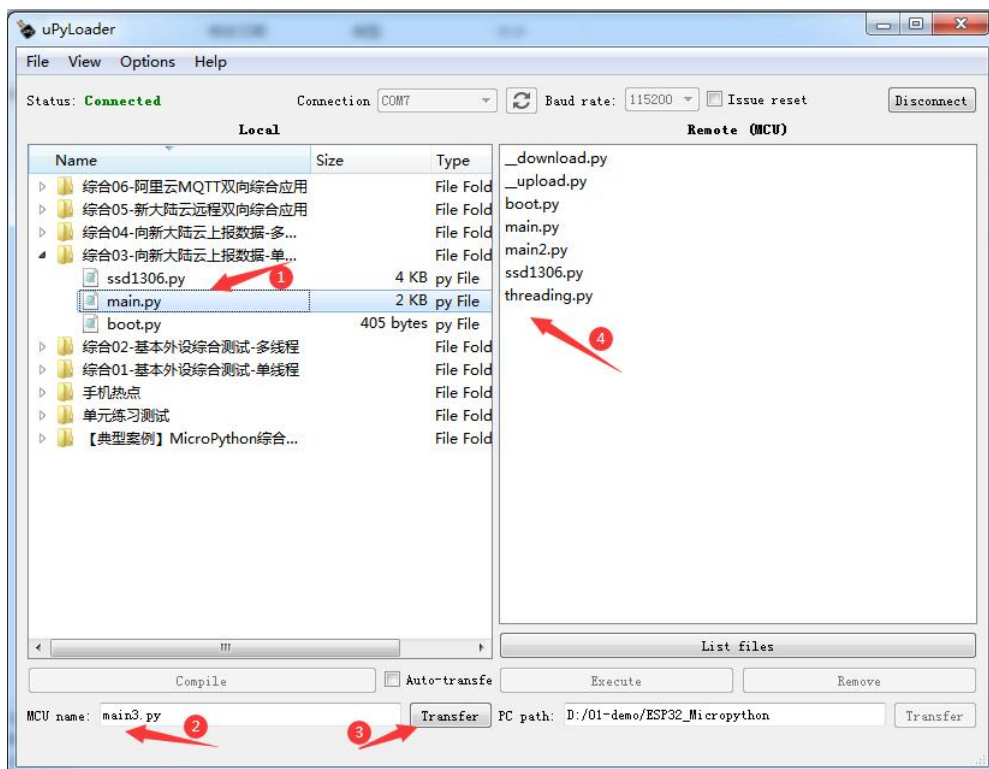 uPyLoader
File View Options Help
Status: Connected Connection COM7 Baud rate: 115200 Issue reset Disconnect
Local Remote (MCU)
Name Size Type
综合06-阿里云MQTT双向综合应用 File Fold
综合05-新大陆云远程双向综合应用 File Fold
综合04-向新大陆云上报数据-多... File Fold
综合03-向新大陆云上报数据-单... File Fold
ssd1306.py 4 KB py File
1
main.py 2 KB py File
boot.py 405 bytes py File
综合02-基本外设综合测试-多线程 File Fold
综合01-基本外设综合测试-单线程 File Fold
手机热点 File Fold
单元练习测试 File Fold
【典型案例】MicroPython综合... File Fold
__download.py
__upload.py
boot.py
main.py
main2.py
ssd1306.py
threading.py
4
List files
Compile Auto-transfe Execute Remove
MCU name: main3.py Transfer PC path: D:/01-demo/ESP32_Micropython Transfer
2
3